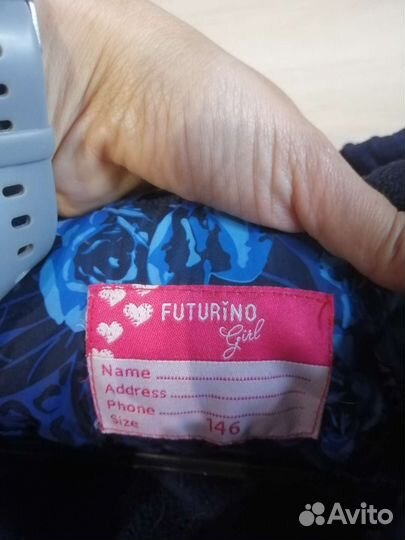 FUTURiNO
Girl
Name
Address
Phone
Size 146
Avito